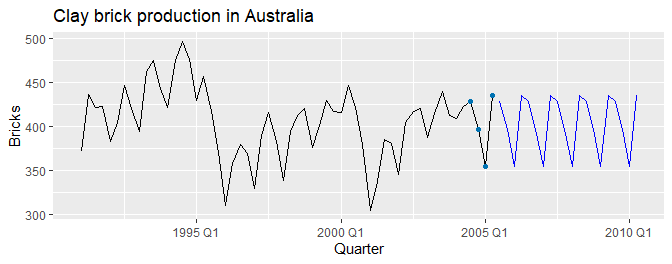 Clay brick production in Australia
500
450
400
350
300
Bricks
1995 Q1
2000 Q1
2005 Q1
2010 Q1
Quarter